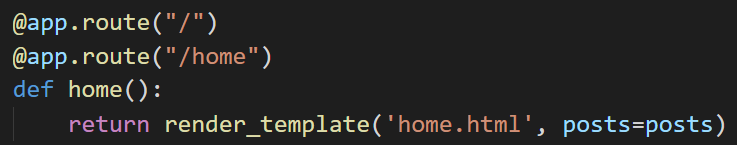 @app.route("/")
@app.route("/home")
def home():
    return render_template('home.html', posts=posts)